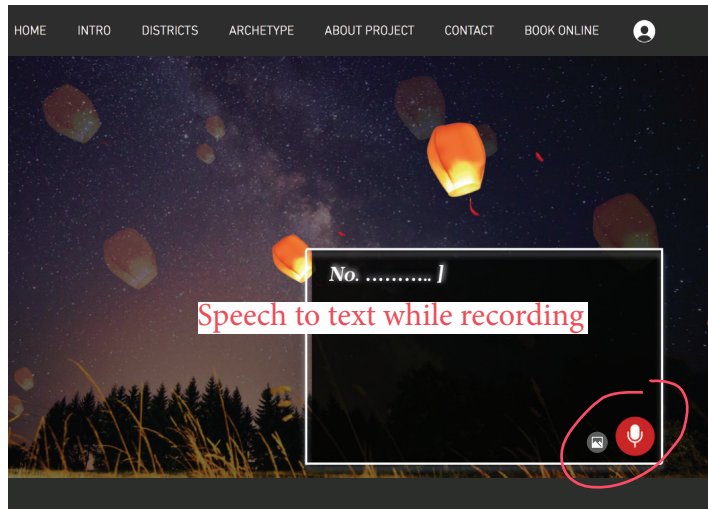 HOME INTRO DISTRICTS ARCHETYPE ABOUT PROJECT CONTACT BOOK ONLINE
No. ........... ]
Speech to text while recording